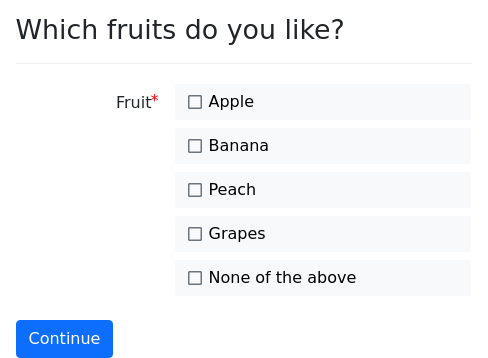 Which fruits do you like?
Fruit*
Apple
Banana
Peach
Grapes
None of the above
Continue